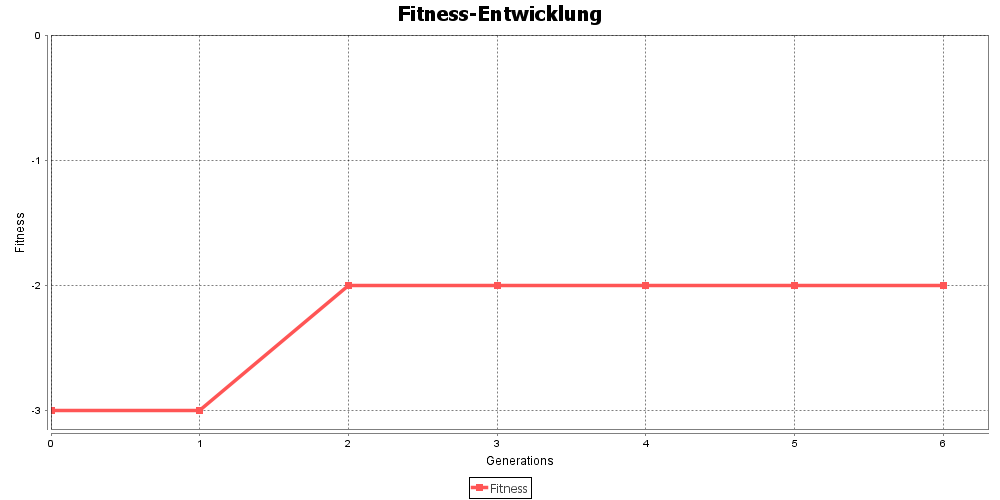 Fitness-Entwicklung
0
-1
-2
-3
Fitness
0 1 2 3 4 5 6
Generations
Fitness